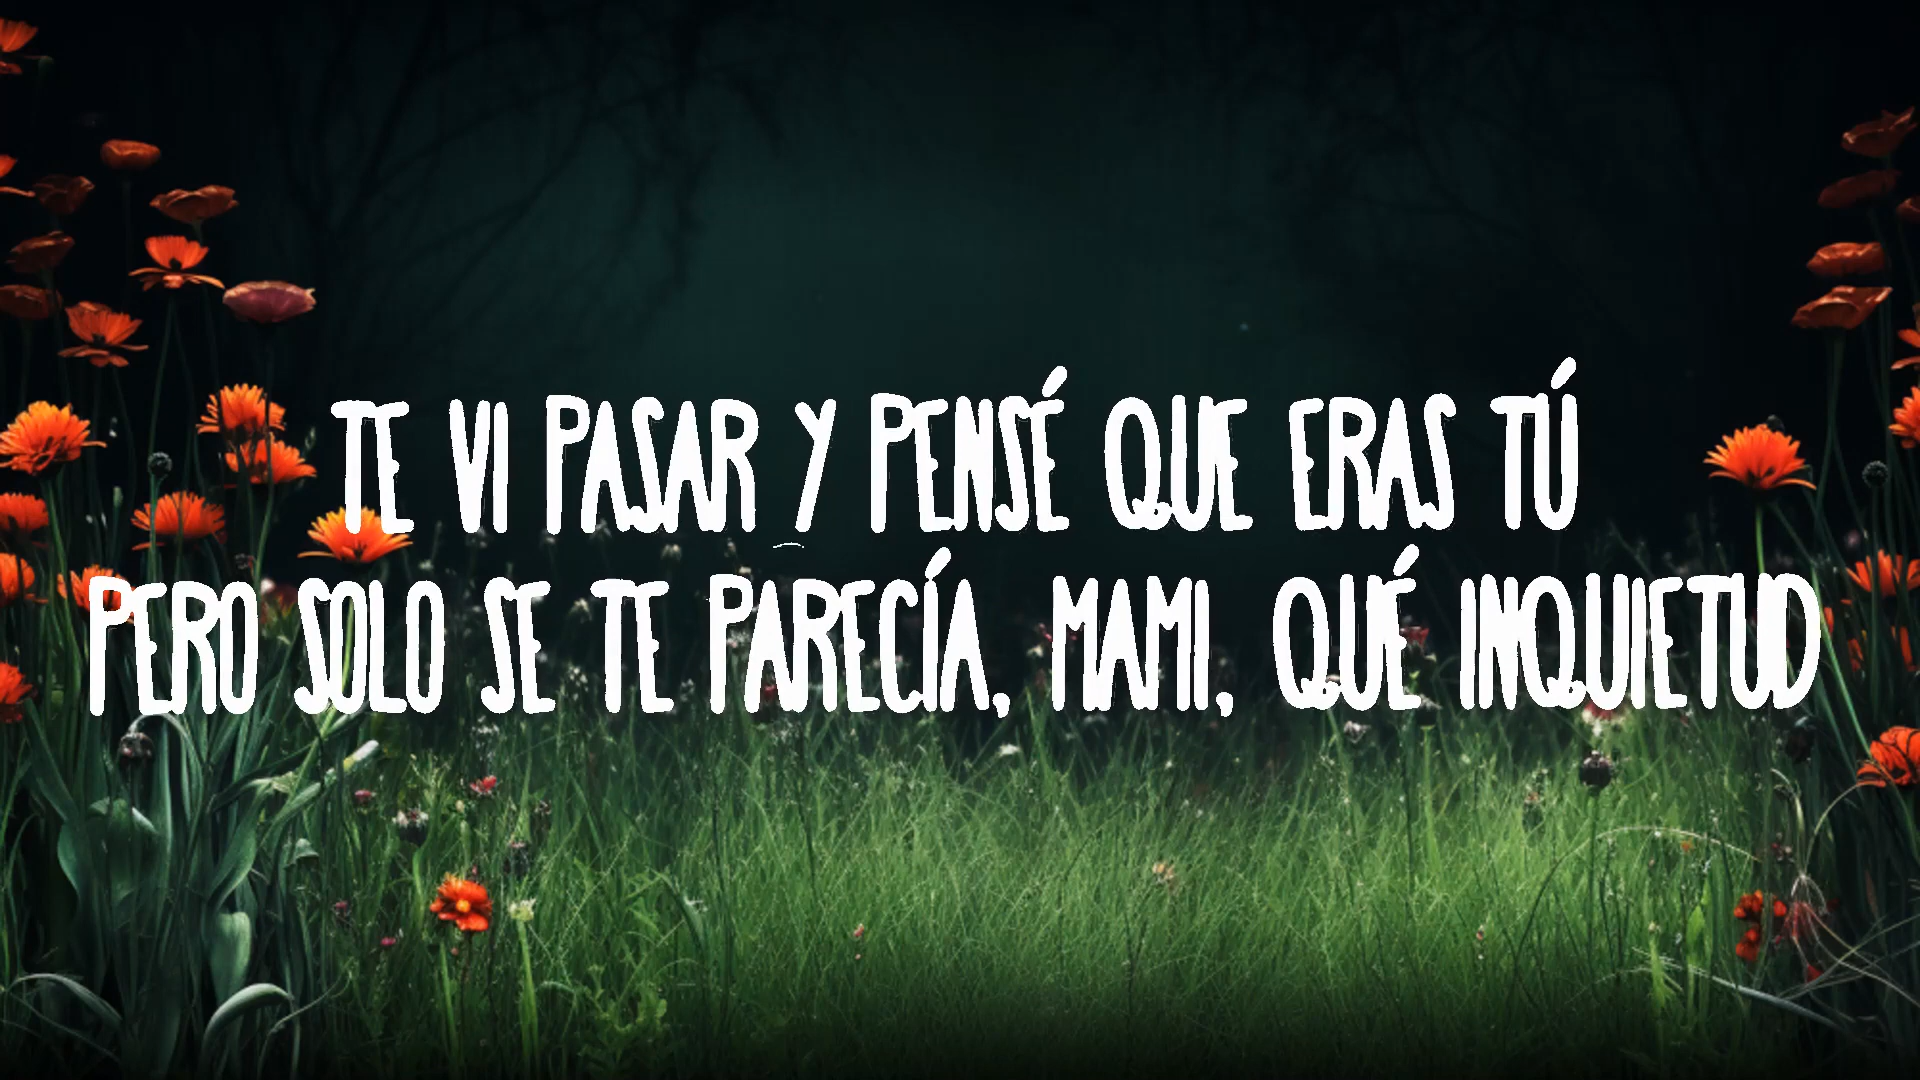 TE VI PASAR Y PENSÉ QUE ERAS TÚ
PERO SOLO SE TE PARECÍA, MAMI, QUÉ INQUIETUD